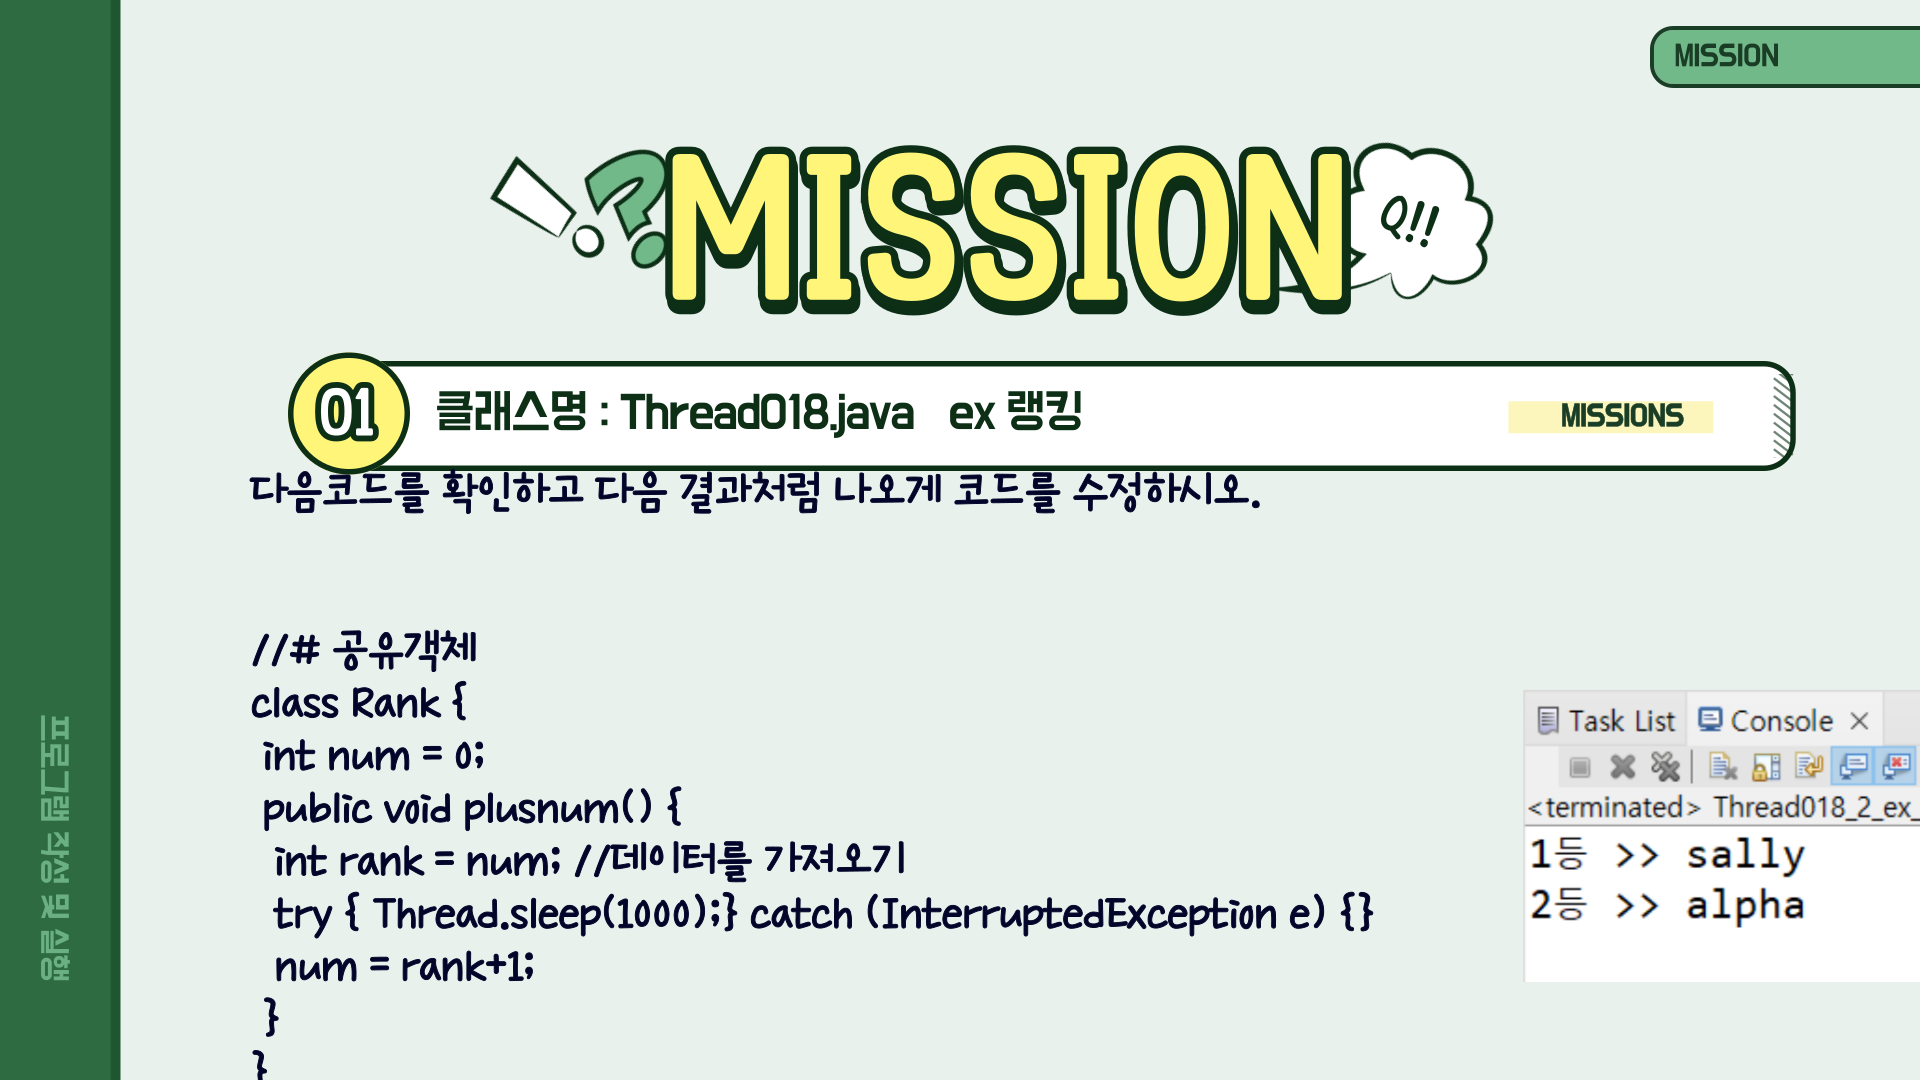 MISSION
MISSION
Q!!
01
클래스명 : Thread018.java ex 랭킹
MISSIONS
다음코드를 확인하고 다음 결과처럼 나오게 코드를 수정하시오.
//# 공유객체
class Rank {
int num = 0;
public void plusnum() {
int rank = num; //데이터를 가져오기
try { Thread.sleep(1000);} catch (InterruptedException e) {}
num = rank+1;
}
}
Task List
Console
<terminated> Thread018_2_ex_
1등 >> sally
2등 >> alpha
프로그램 작성 및 실행